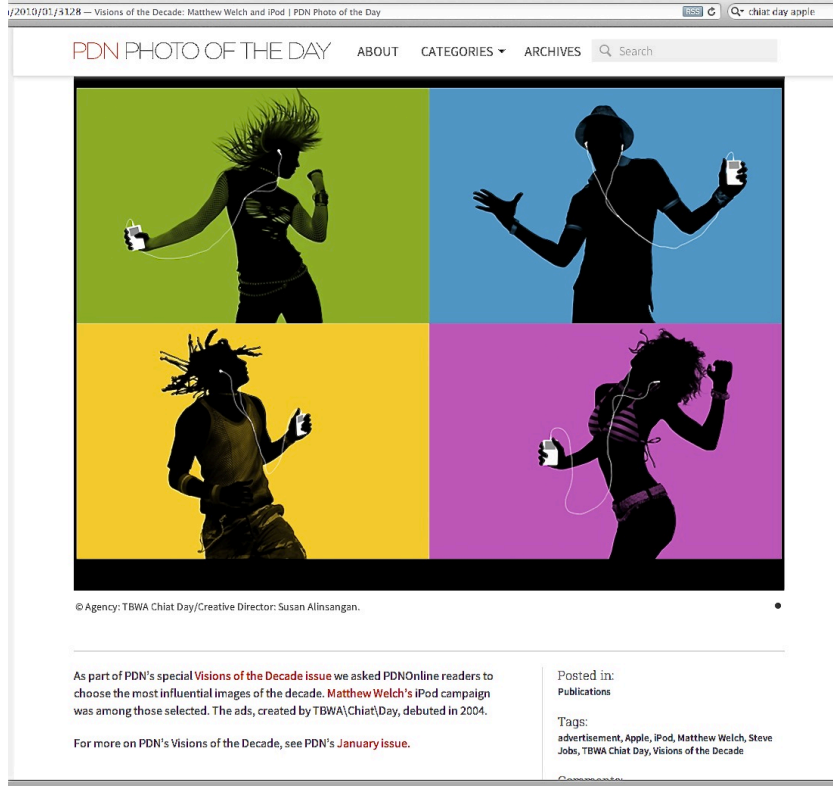 n/2010/01/3128 — Visions of the Decade: Matthew Welch and iPod | PDN Photo of the Day
RSS
chiat day apple
PDN PHOTO OF THE DAY
ABOUT
CATEGORIES
ARCHIVES
Search
© Agency: TBWA Chiat Day/Creative Director: Susan Alinsangan.
As part of PDN's special Visions of the Decade issue we asked PDNOnline readers to
choose the most influential images of the decade. Matthew Welch's iPod campaign
was among those selected. The ads, created by TBWA\Chiat\Day, debuted in 2004.
For more on PDN's Visions of the Decade, see PDN's January issue.
Posted in:
Publications
Tags:
advertisement, Apple, iPod, Matthew Welch, Steve
Jobs, TBWA Chiat Day, Visions of the Decade
Comments: